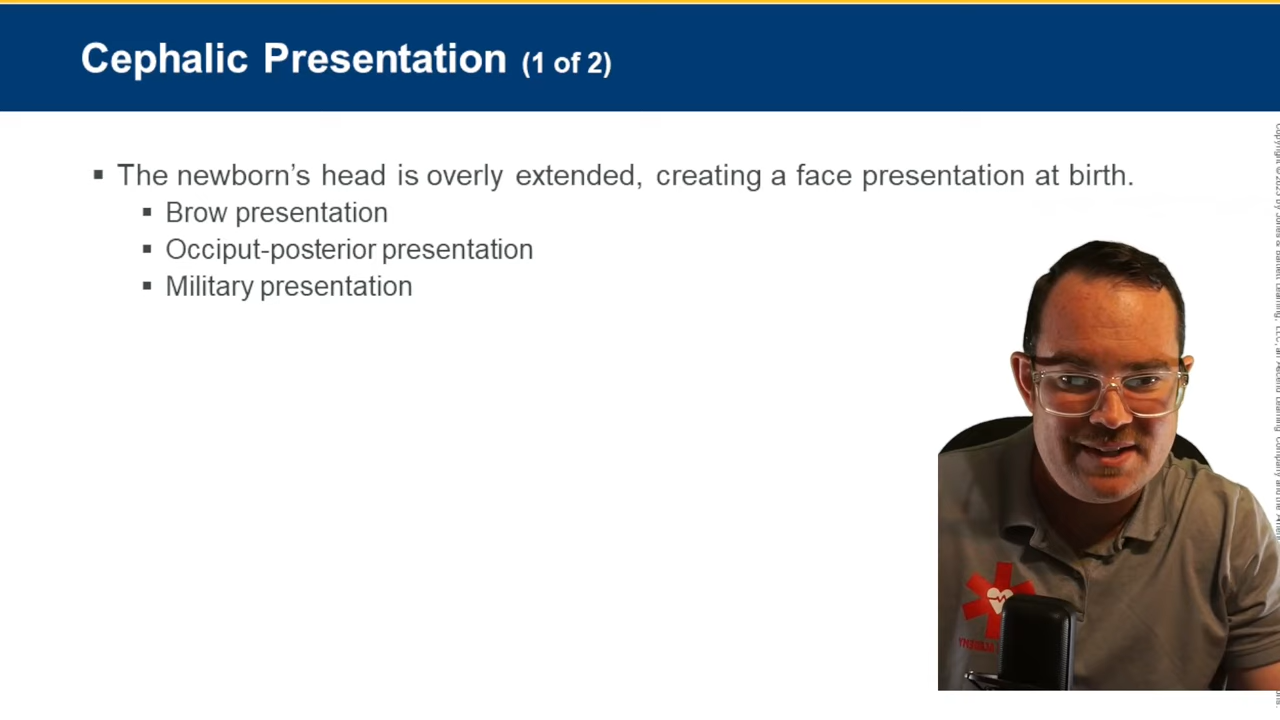 Cephalic Presentation (1 of 2)
▪ The newborn’s head is overly extended, creating a face presentation at birth.
▪ Brow presentation
▪ Occiput-posterior presentation
▪ Military presentation